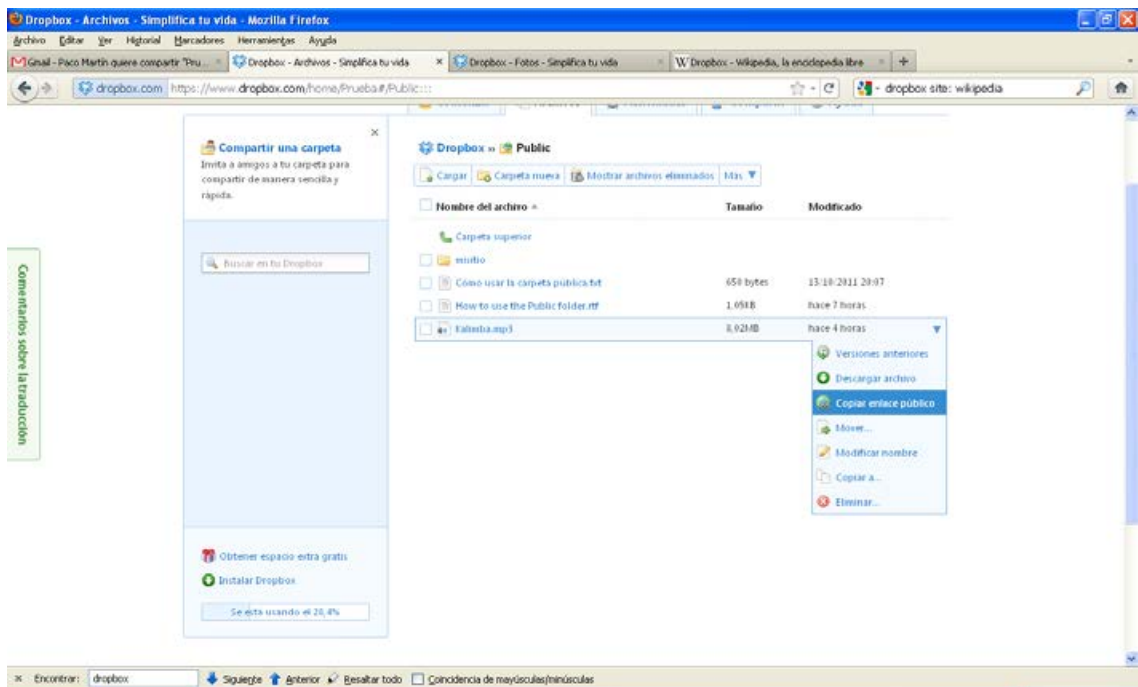 Dropbox - Archivos - Simplifica tu vida - Mozilla Firefox
Archivo Editar Ver Historial Marcadores Herramientas Ayuda
Gmail - Paco Martín quiere compartir "Pru... Dropbox - Archivos - Simplifica tu vida Dropbox - Fotos - Simplifica tu vida Dropbox - Wikipedia, la enciclopedia libre
dropbox.com https://www.dropbox.com/home/Prueba#/Public::: dropbox site: wikipedia
Compartir una carpeta
Invita a amigos a tu carpeta para
compartir de manera sencilla y
rápida.
Buscar en tu Dropbox
Obtener espacio extra gratis
Instalar Dropbox
Se está usando el 28,4%
Comentarios sobre la traducción
Dropbox » Public
Cargar Carpeta nueva Mostrar archivos eliminados Más
Nombre del archivo Tamaño Modificado
Carpeta superior
Cómo usar la carpeta pública.txt 650 bytes 13/10/2011 20:07
How to use the Public folder.rtf 1,05KB hace 7 horas
Kalimba.mp3 8,02MB hace 4 horas
Versiones anteriores
Descargar archivo
Copiar enlace público
Mover...
Modificar nombre
Copiar a...
Eliminar...
Encontrar: dropbox Siguiente Anterior Resaltar todo Coincidencia de mayúsculas/minúsculas